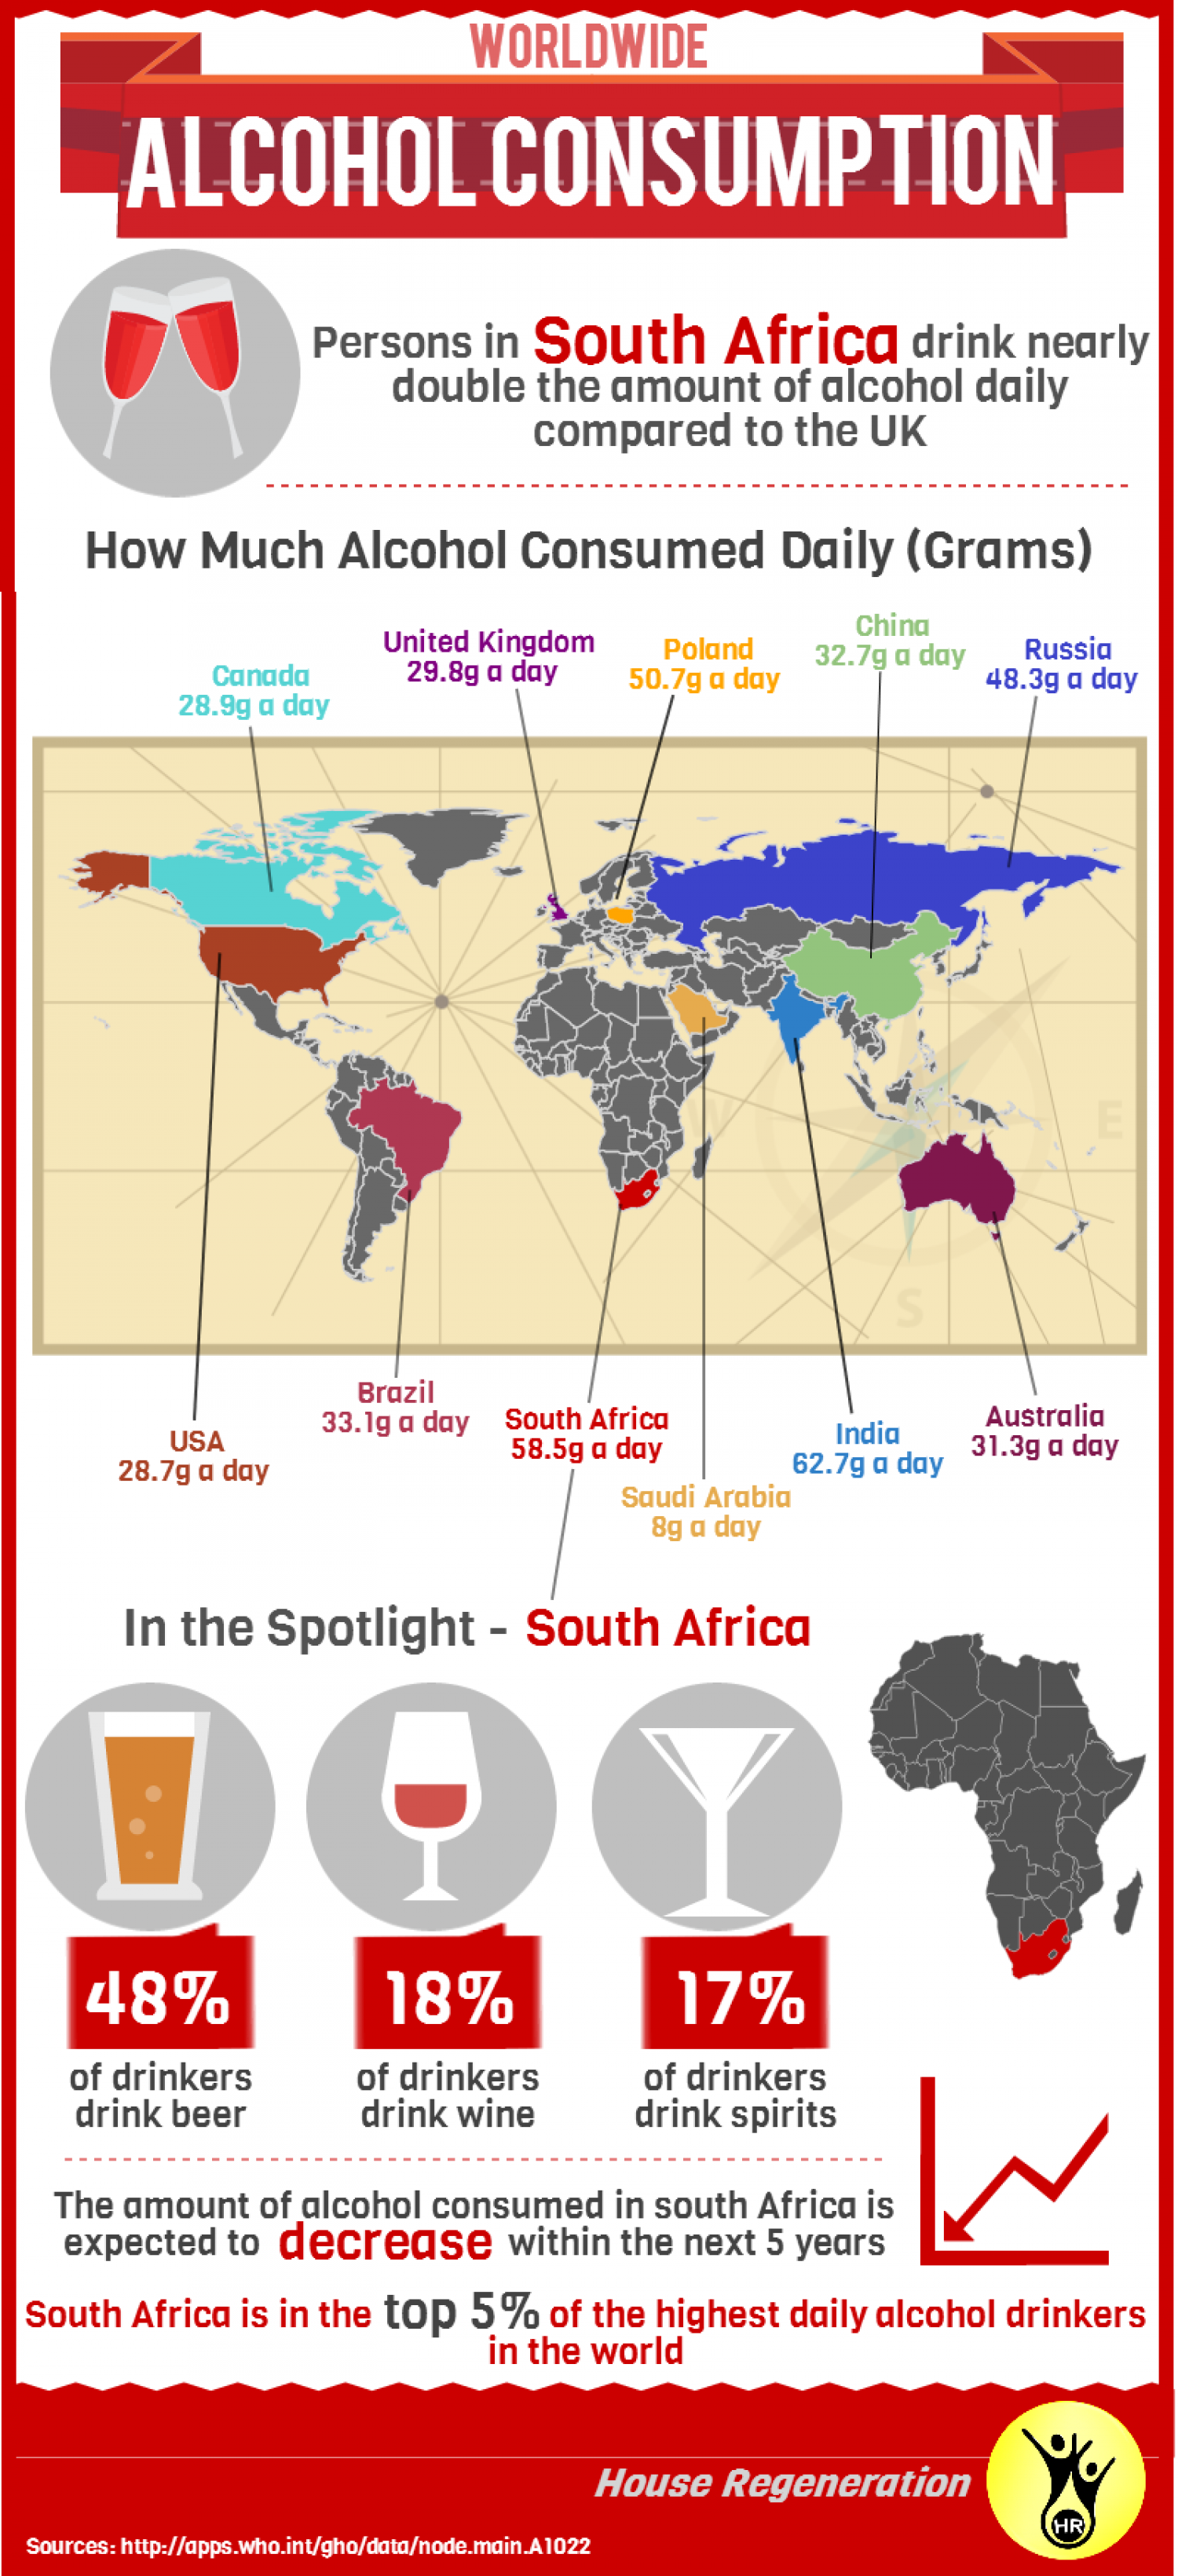 WORLDWIDE
ALCOHOL CONSUMPTION
Persons in South Africa drink nearly
double the amount of alcohol daily
compared to the UK
How Much Alcohol Consumed Daily (Grams)
Canada
28.9g a day
United Kingdom
29.8g a day
Poland
50.7g a day
China
32.7g a day
Russia
48.3g a day
W
E
S
USA
28.7g a day
Brazil
33.1g a day
South Africa
58.5g a day
Saudi Arabia
8g a day
India
62.7g a day
Australia
31.3g a day
In the Spotlight - South Africa
48%
of drinkers
drink beer
18%
of drinkers
drink wine
17%
of drinkers
drink spirits
The amount of alcohol consumed in south Africa is
expected to decrease within the next 5 years
South Africa is in the top 5% of the highest daily alcohol drinkers
in the world
House Regeneration
HR
Sources: http://apps.who.int/gho/data/node.main.A1022